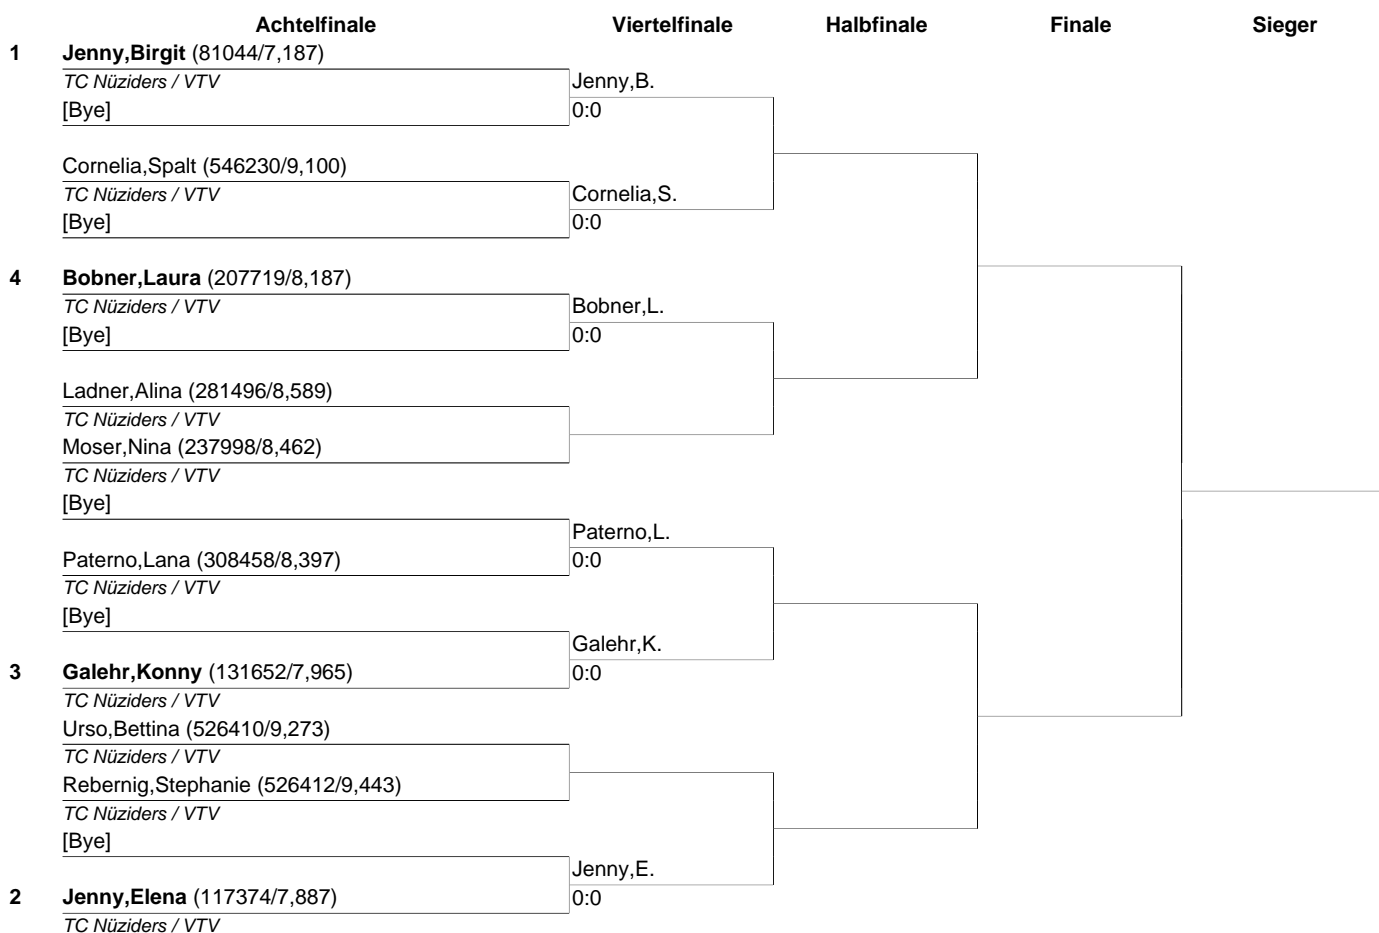 Achtelfinale Viertelfinale Halbfinale Finale Sieger
1 Jenny,Birgit (81044/7,187)
TC Nüziders / VTV Jenny,B.
[Bye] 0:0
Cornelia,Spalt (546230/9,100)
TC Nüziders / VTV Cornelia,S.
[Bye] 0:0
4 Bobner,Laura (207719/8,187)
TC Nüziders / VTV Bobner,L.
[Bye] 0:0
Ladner,Alina (281496/8,589)
TC Nüziders / VTV
Moser,Nina (237998/8,462)
TC Nüziders / VTV
[Bye]
Paterno,L.
Paterno,Lana (308458/8,397) 0:0
TC Nüziders / VTV
[Bye]
Galehr,K.
3 Galehr,Konny (131652/7,965) 0:0
TC Nüziders / VTV
Urso,Bettina (526410/9,273)
TC Nüziders / VTV
Rebernig,Stephanie (526412/9,443)
TC Nüziders / VTV
[Bye]
Jenny,E.
2 Jenny,Elena (117374/7,887) 0:0
TC Nüziders / VTV